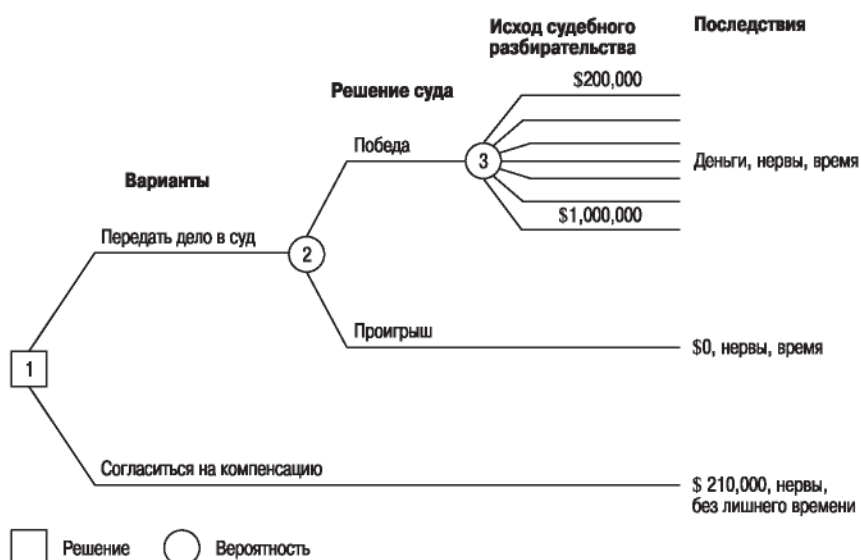 Исход судебного
разбирательства
Последствия
$200,000
Решение суда
Победа
3
Деньги, нервы, время
Варианты
$1,000,000
Передать дело в суд
2
Проигрыш
$0, нервы, время
1
Согласиться на компенсацию
$ 210,000, нервы,
без лишнего времени
Решение
Вероятность